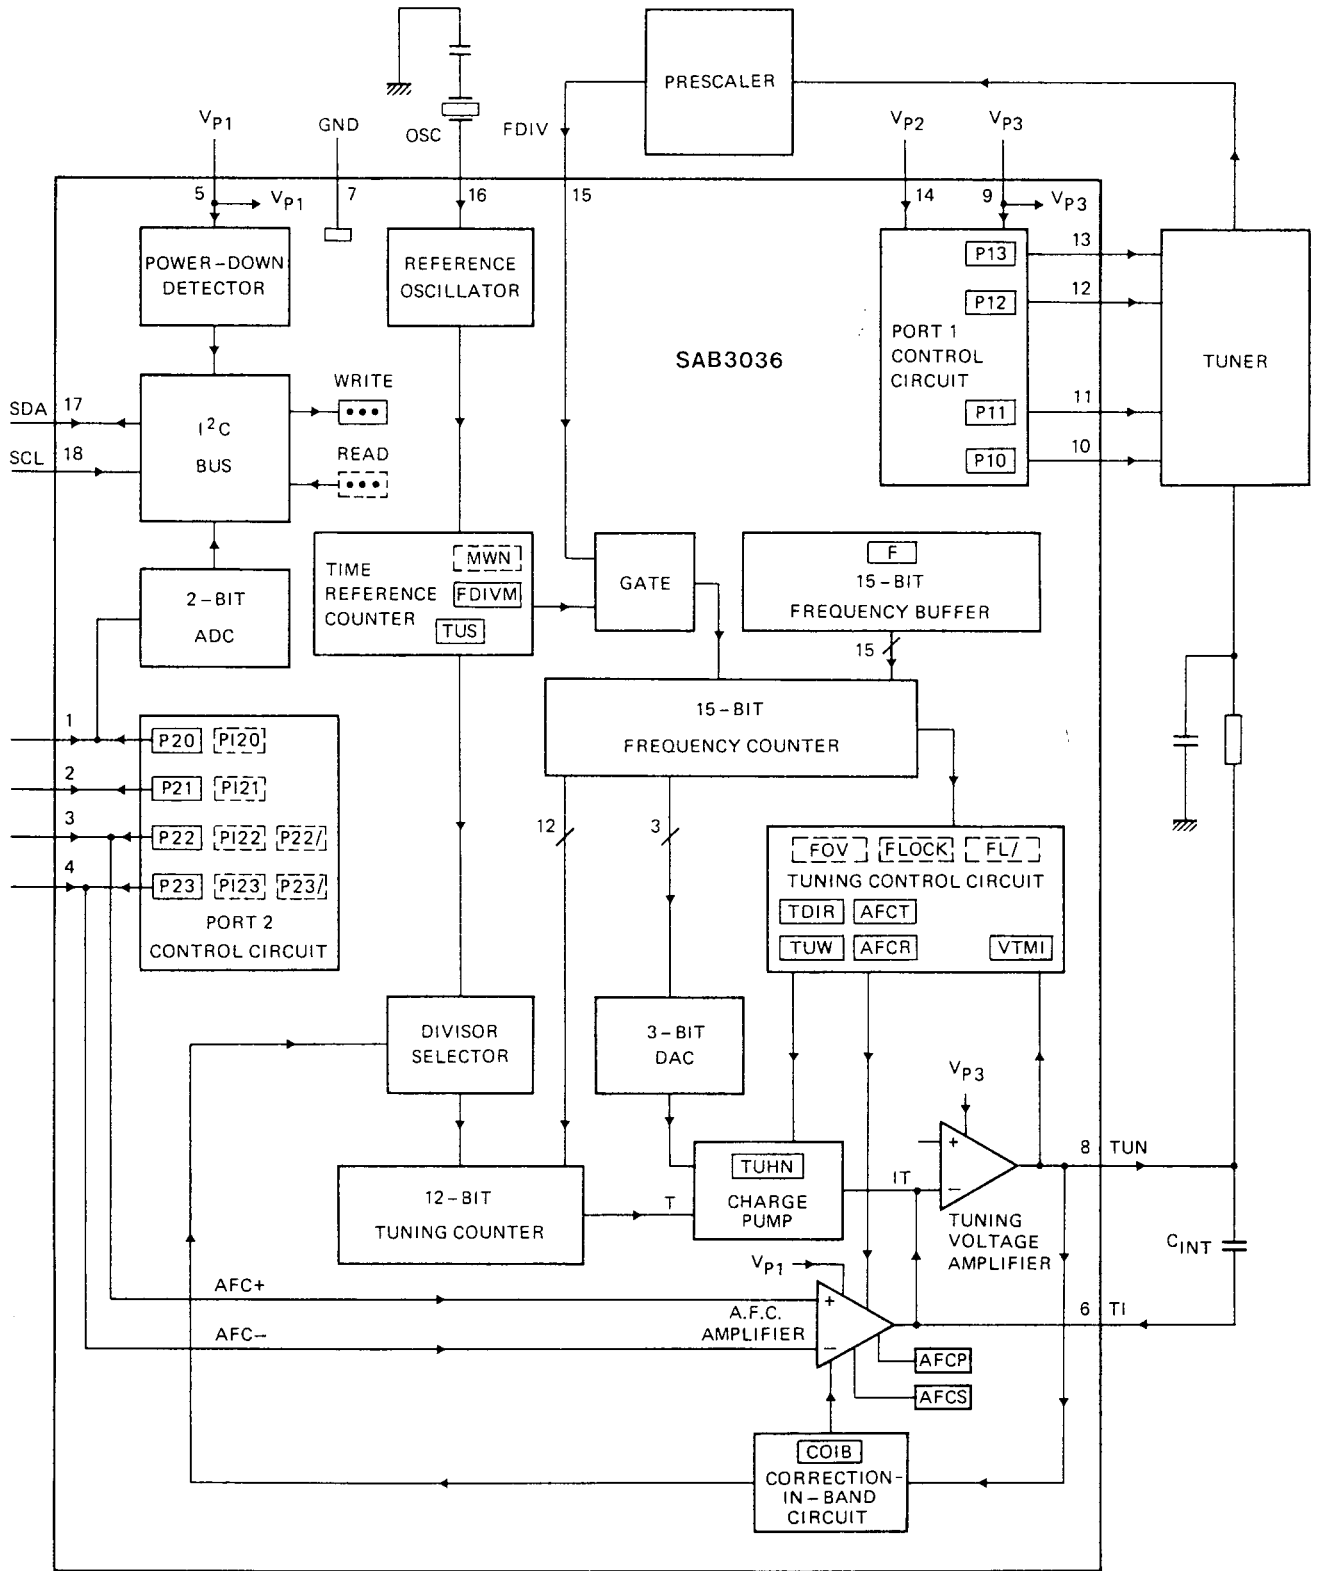 PRESCALER
VP1
GND
OSC
FDIV
VP2
VP3
5
VP1
7
16
15
14
9
VP3
POWER-DOWN
DETECTOR
REFERENCE
OSCILLATOR
P13
13
P12
12
PORT 1
CONTROL
CIRCUIT
P11
11
P10
10
TUNER
SAB3036
SDA 17
SCL 18
I²C
BUS
WRITE
READ
2-BIT
ADC
TIME
REFERENCE
COUNTER
MWN
FDIVM
TUS
GATE
F
15-BIT
FREQUENCY BUFFER
15
15-BIT
FREQUENCY COUNTER
1
P20 PI20
2
P21 PI21
3
P22 PI22 P22/
4
P23 PI23 P23/
PORT 2
CONTROL CIRCUIT
12
3
FOV FLOCK FL/
TUNING CONTROL CIRCUIT
TDIR AFCT
TUW AFCR VTMI
DIVISOR
SELECTOR
3-BIT
DAC
VP3
+
−
8 TUN
12-BIT
TUNING COUNTER
T
TUHN
CHARGE
PUMP
IT
TUNING
VOLTAGE
AMPLIFIER
CINT
VP1
AFC+
+
A.F.C.
AMPLIFIER
6 TI
AFC−
−
AFCP
AFCS
COIB
CORRECTION-
IN-BAND
CIRCUIT